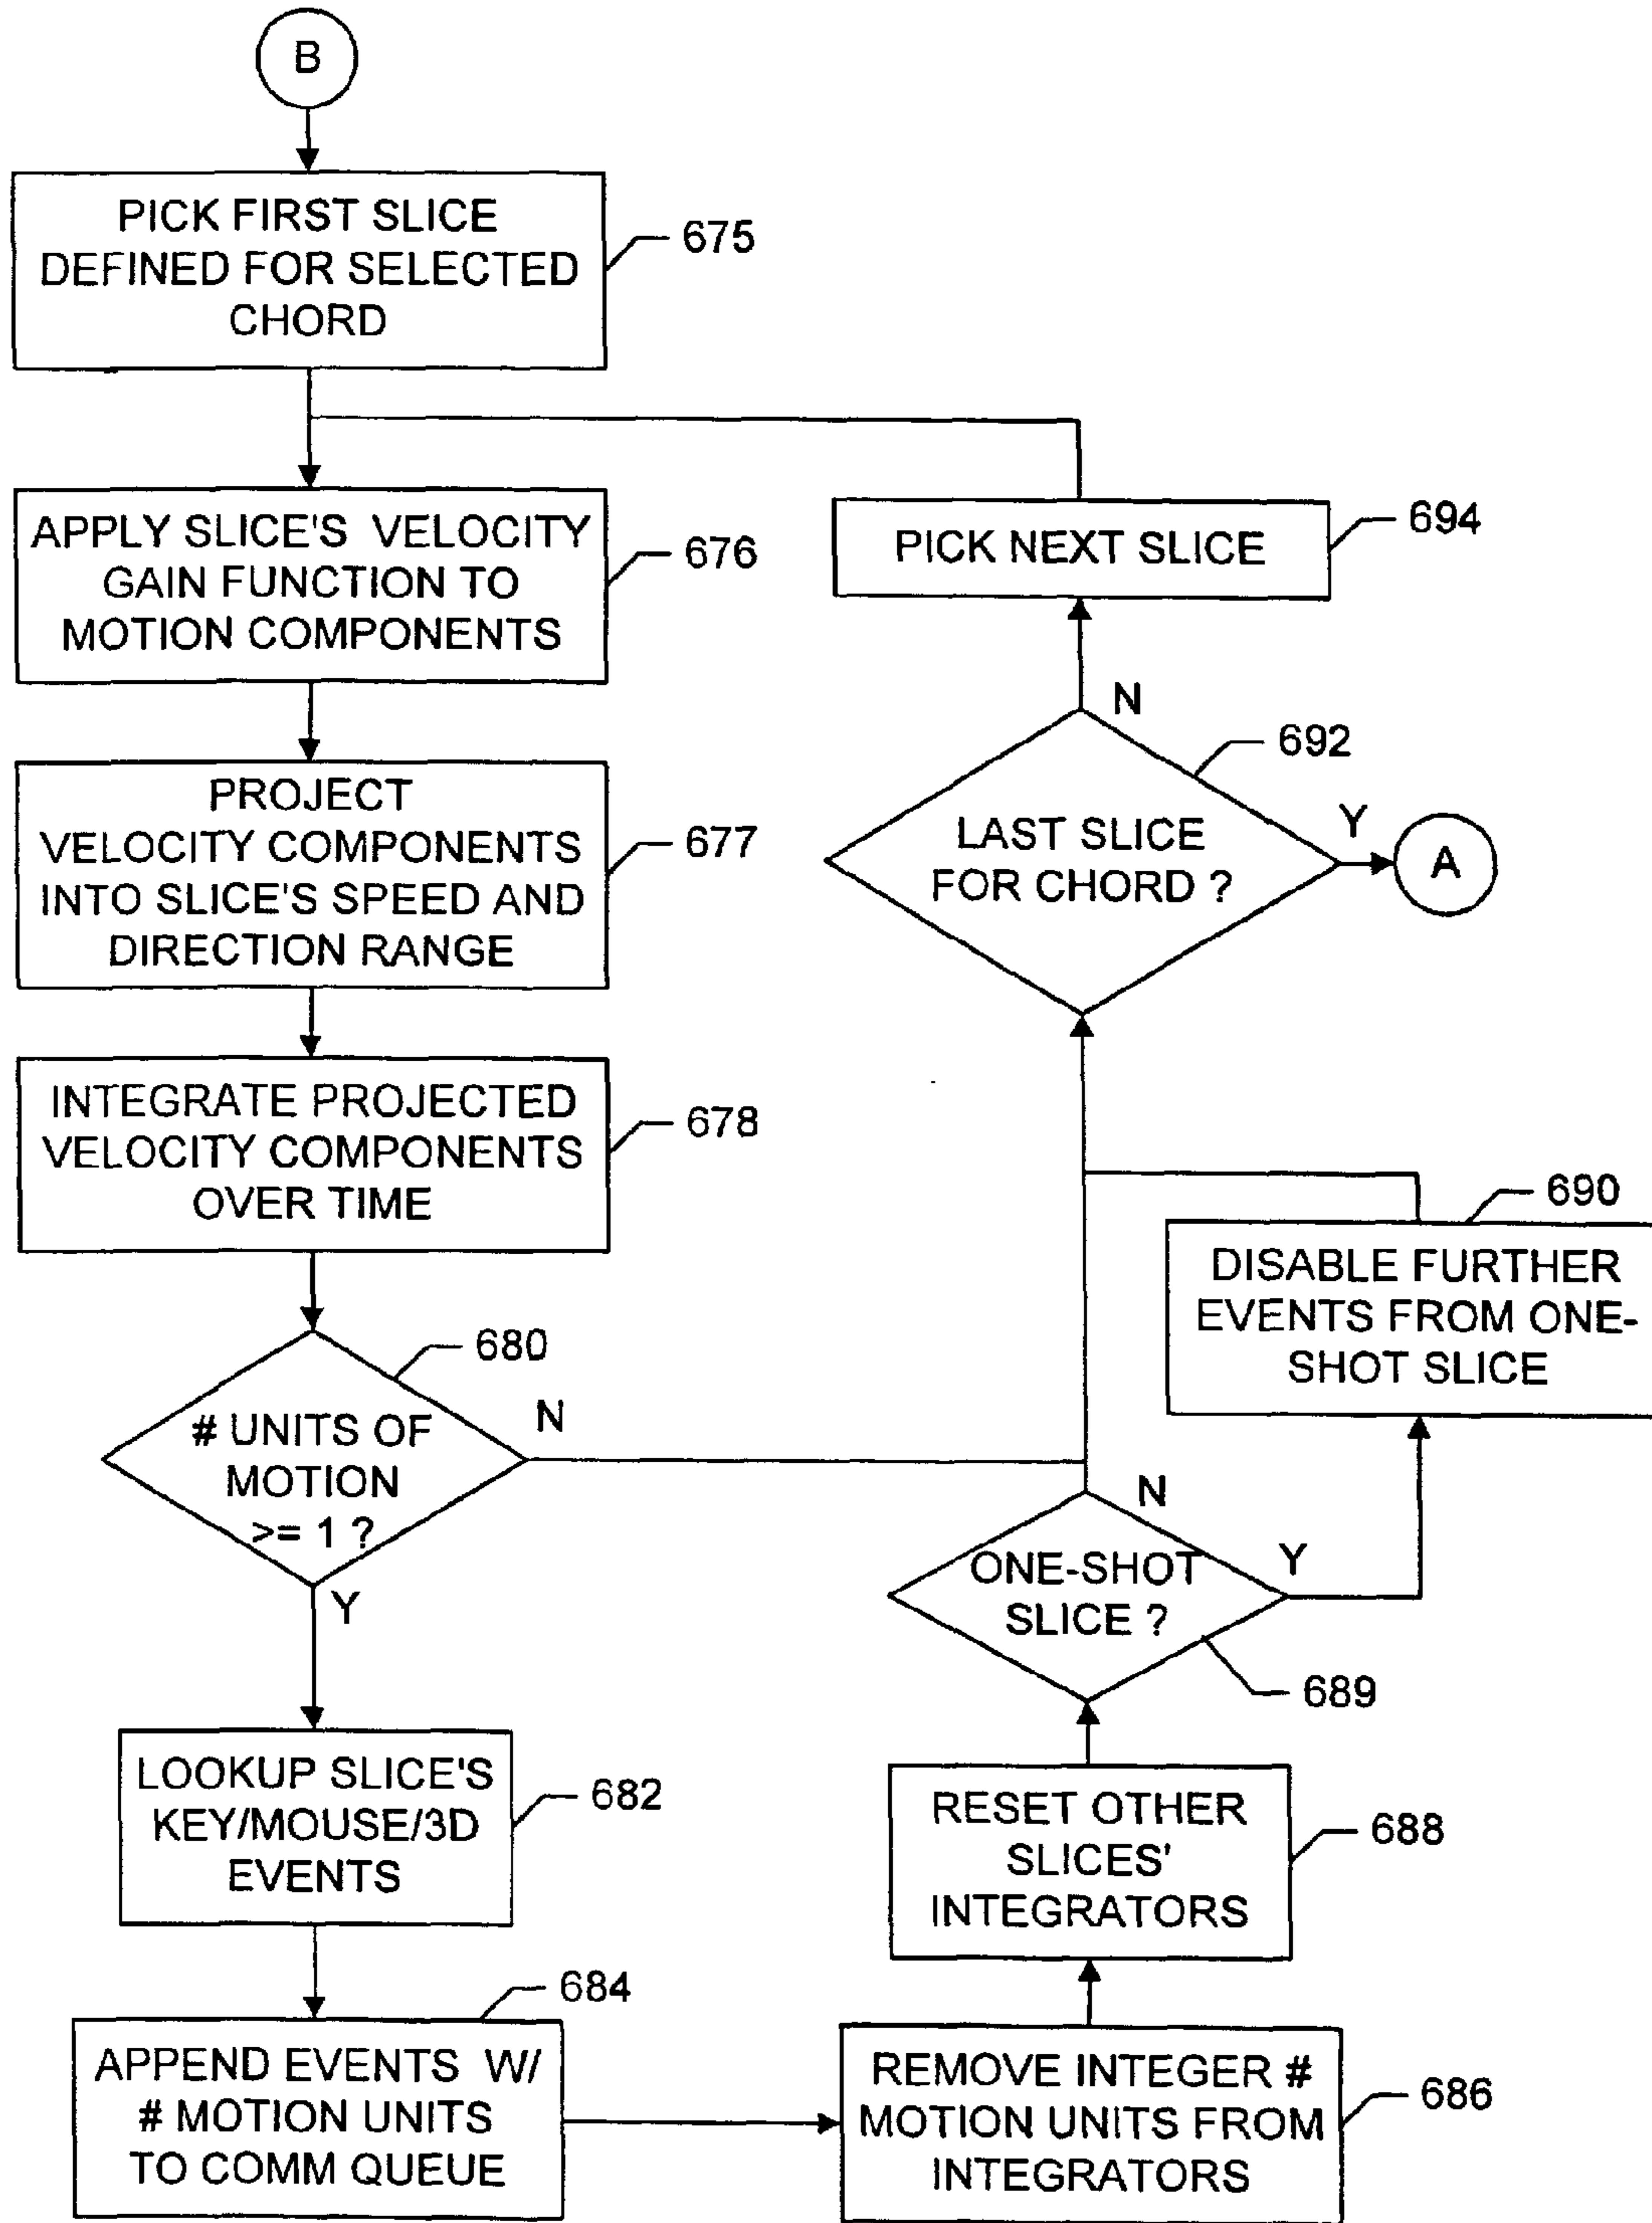 B
PICK FIRST SLICE
DEFINED FOR SELECTED
CHORD
675
APPLY SLICE'S VELOCITY
GAIN FUNCTION TO
MOTION COMPONENTS
676
PROJECT
VELOCITY COMPONENTS
INTO SLICE'S SPEED AND
DIRECTION RANGE
677
INTEGRATE PROJECTED
VELOCITY COMPONENTS
OVER TIME
678
# UNITS OF
MOTION
>= 1 ?
680
N
Y
LOOKUP SLICE'S
KEY/MOUSE/3D
EVENTS
682
APPEND EVENTS W/
# MOTION UNITS
TO COMM QUEUE
684
REMOVE INTEGER #
MOTION UNITS FROM
INTEGRATORS
686
RESET OTHER
SLICES'
INTEGRATORS
688
ONE-SHOT
SLICE ?
689
N
Y
DISABLE FURTHER
EVENTS FROM ONE-
SHOT SLICE
690
LAST SLICE
FOR CHORD ?
692
N
Y
A
PICK NEXT SLICE
694